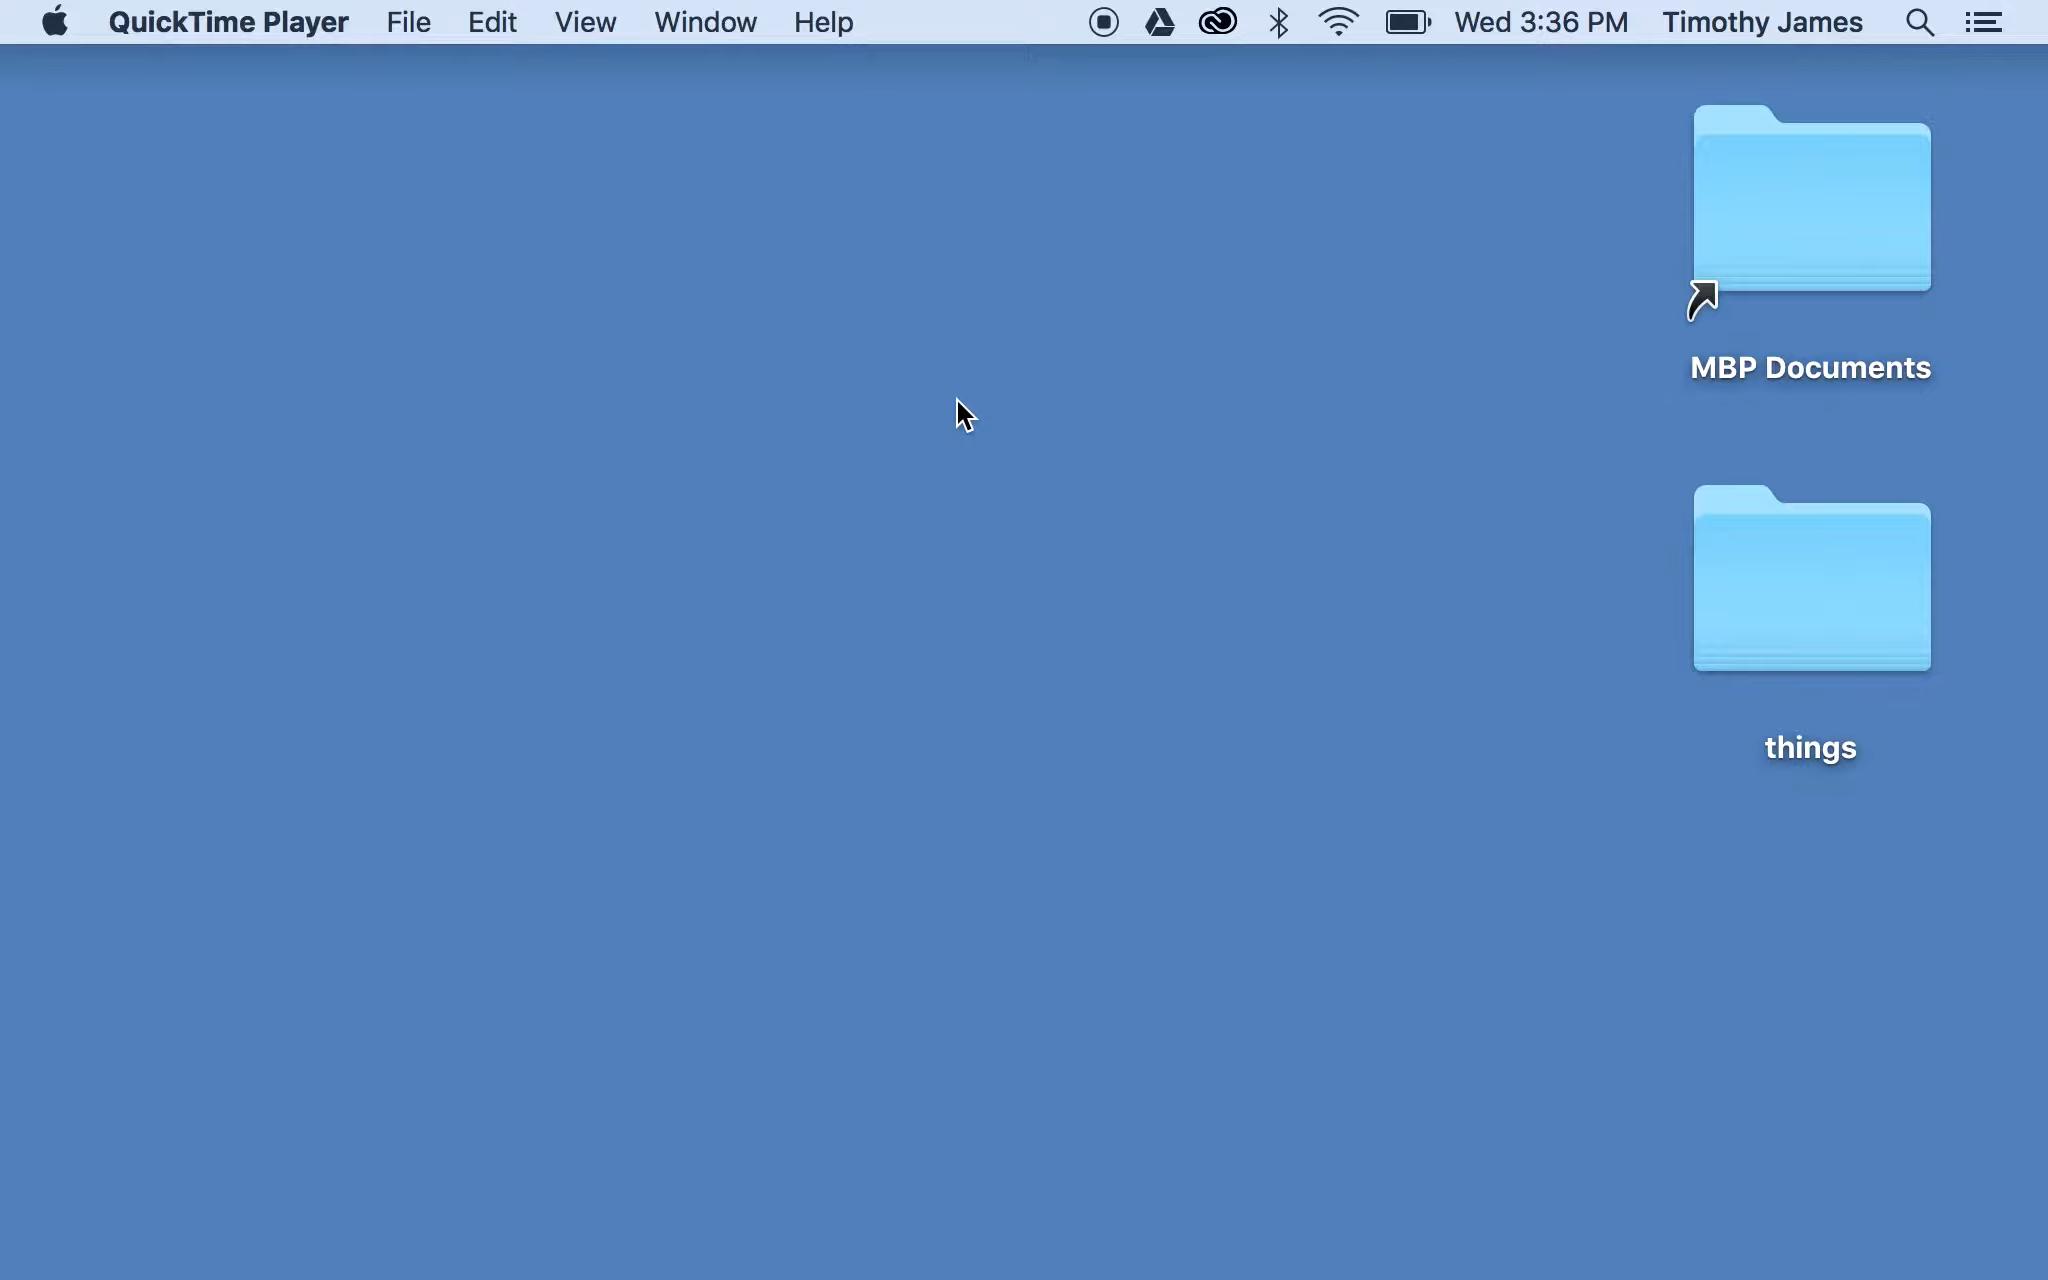 QuickTime Player File Edit View Window Help Wed 3:36 PM Timothy James
MBP Documents
things